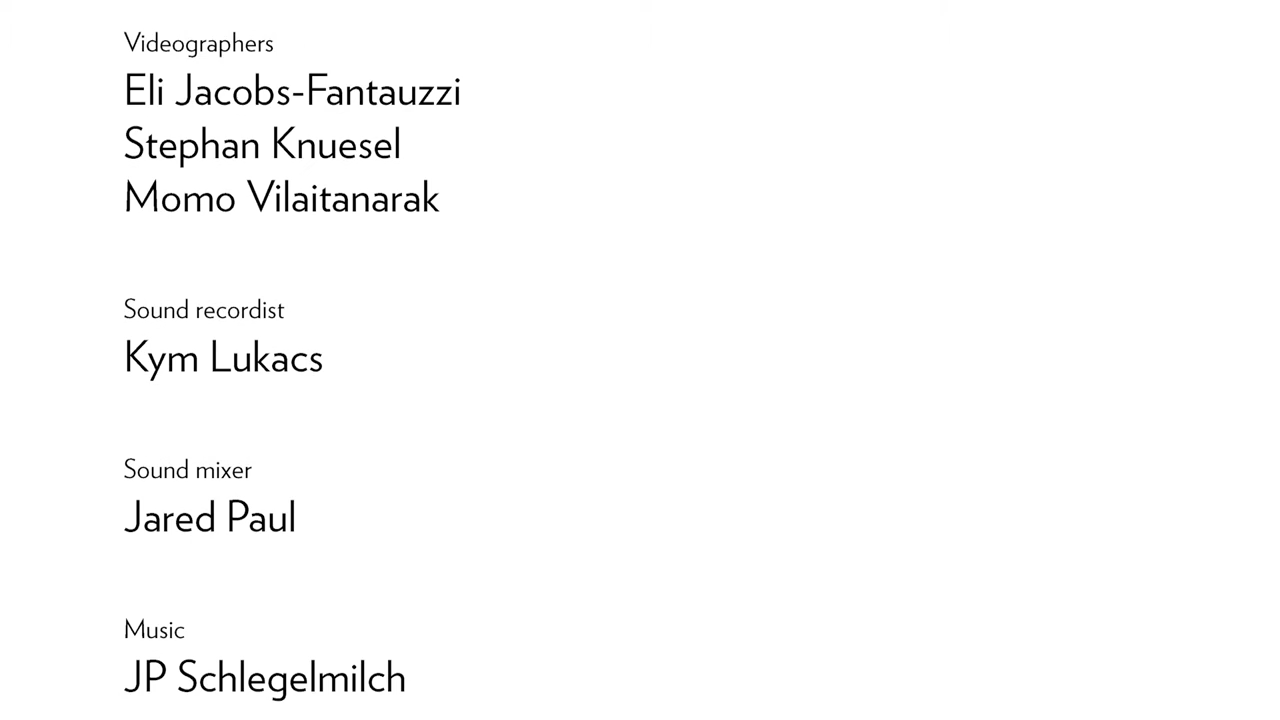 Videographers
Eli Jacobs-Fantauzzi
Stephan Knuesel
Momo Vilaitanarak
Sound recordist
Kym Lukacs
Sound mixer
Jared Paul
Music
JP Schlegelmilch